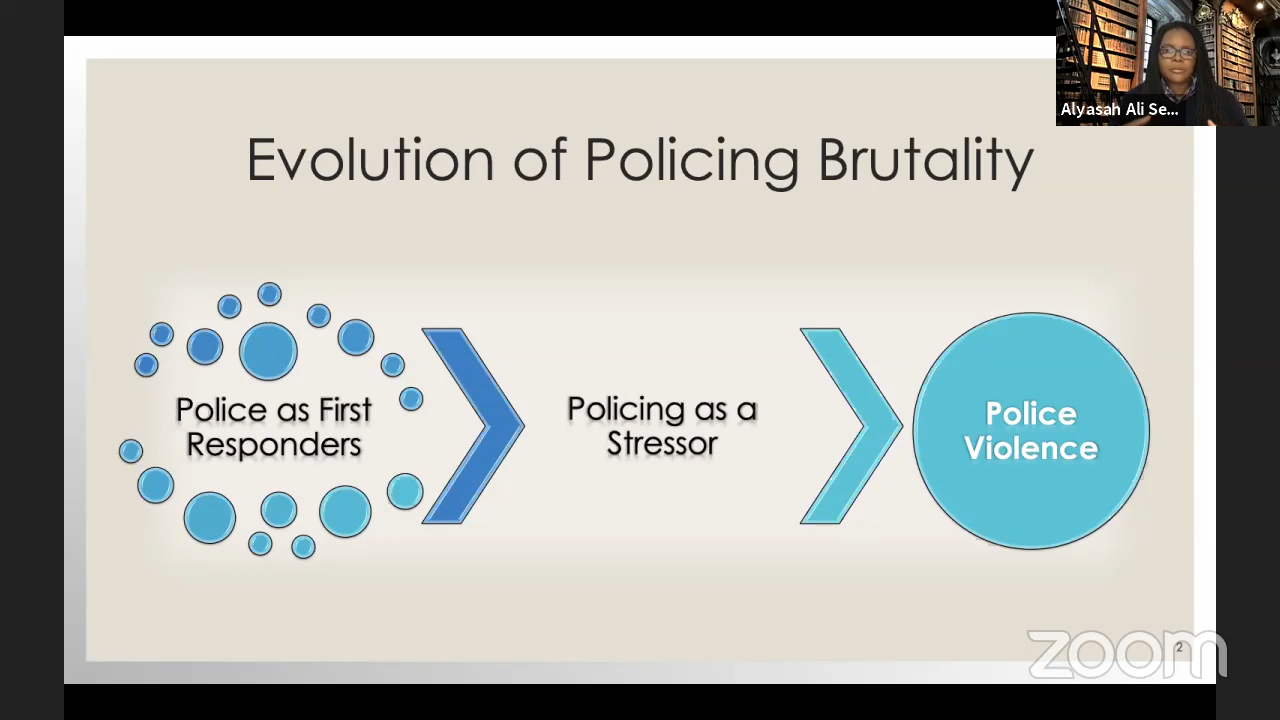 Alyasah Ali Se...
Evolution of Policing Brutality
Police as First
Responders
Policing as a
Stressor
Police
Violence
2
zoom